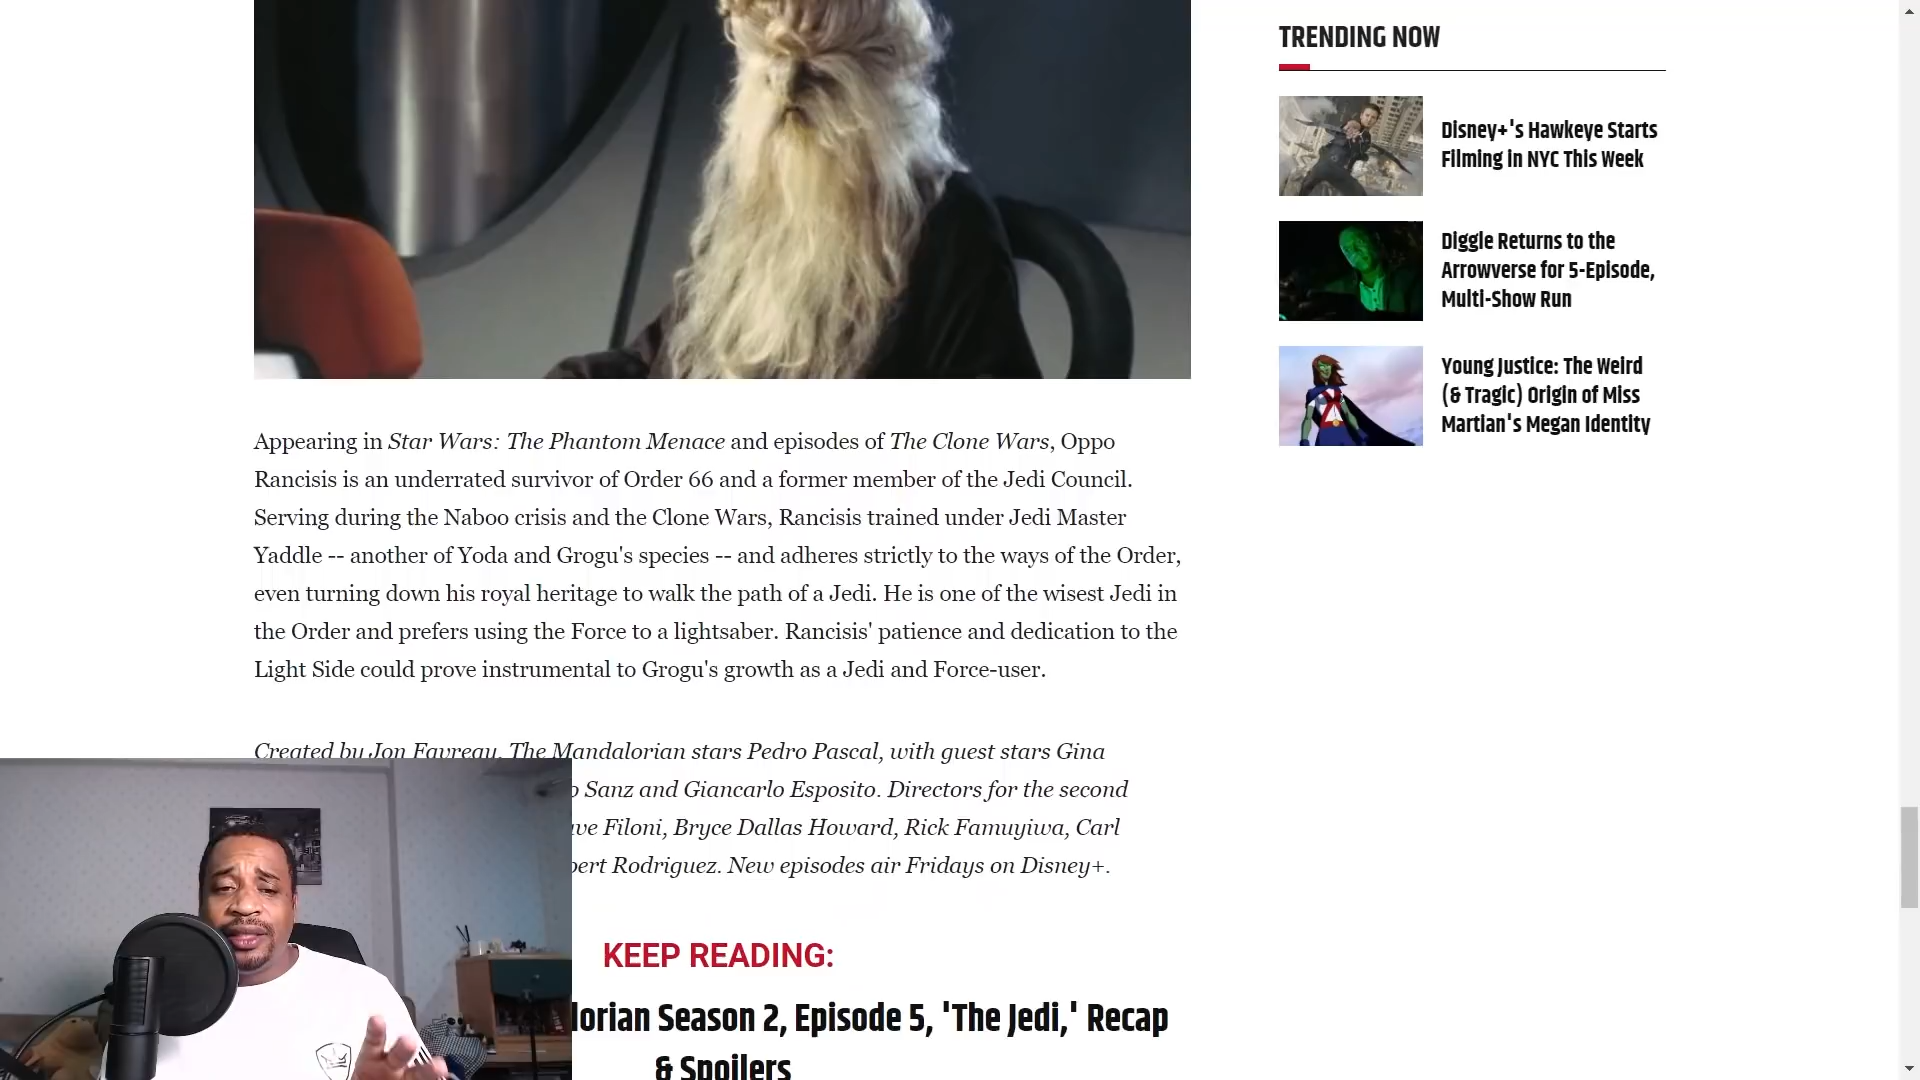 TRENDING NOW
Disney+'s Hawkeye Starts
Filming in NYC This Week
Diggle Returns to the
Arrowverse for 5-Episode,
Multi-Show Run
Young Justice: The Weird
(& Tragic) Origin of Miss
Martian's Megan Identity
Appearing in Star Wars: The Phantom Menace and episodes of The Clone Wars, Oppo
Rancisis is an underrated survivor of Order 66 and a former member of the Jedi Council.
Serving during the Naboo crisis and the Clone Wars, Rancisis trained under Jedi Master
Yaddle -- another of Yoda and Grogu's species -- and adheres strictly to the ways of the Order,
even turning down his royal heritage to walk the path of a Jedi. He is one of the wisest Jedi in
the Order and prefers using the Force to a lightsaber. Rancisis' patience and dedication to the
Light Side could prove instrumental to Grogu's growth as a Jedi and Force-user.
Created by Jon Favreau, The Mandalorian stars Pedro Pascal, with guest stars Gina
Sanz and Giancarlo Esposito. Directors for the second
Filoni, Bryce Dallas Howard, Rick Famuyiwa, Carl
Rodriguez. New episodes air Fridays on Disney+.
KEEP READING:
lorian Season 2, Episode 5, 'The Jedi,' Recap
& Spoilers